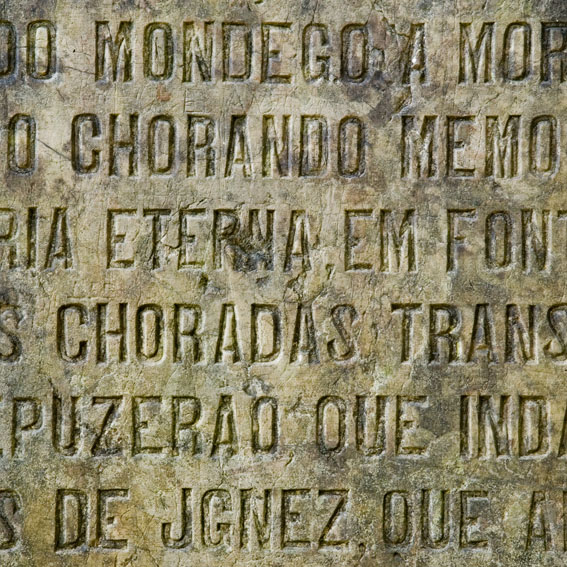 DO MONDEGO A MOR
O CHORANDO MEMO
RIA ETERNA, EM FONT
S CHORADAS TRANS
.PUZERAO QUE INDA
S DE JGNEZ, QUE A